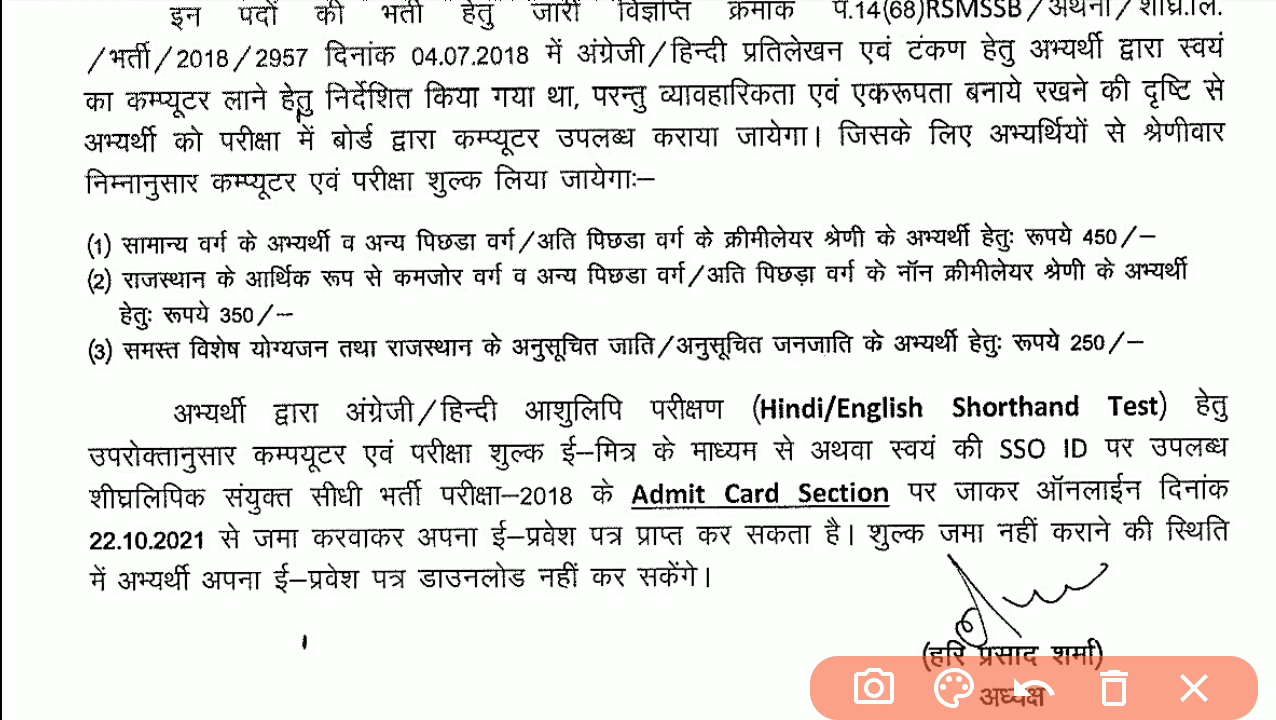 इन पदों की भर्ती हेतु जारी विज्ञप्ति क्रमांक प.14(68)RSMSSB/अर्थना/शीघ्र.लि.
/भर्ती/2018/2957 दिनांक 04.07.2018 में अंग्रेजी/हिन्दी प्रतिलेखन एवं टंकण हेतु अभ्यर्थी द्वारा स्वयं
का कम्प्यूटर लाने हेतु निर्देशित किया गया था, परन्तु व्यावहारिकता एवं एकरूपता बनाये रखने की दृष्टि से
अभ्यर्थी को परीक्षा में बोर्ड द्वारा कम्प्यूटर उपलब्ध कराया जायेगा। जिसके लिए अभ्यर्थियों से श्रेणीवार
निम्नानुसार कम्प्यूटर एवं परीक्षा शुल्क लिया जायेगाः–
(1) सामान्य वर्ग के अभ्यर्थी व अन्य पिछडा वर्ग/अति पिछडा वर्ग के क्रीमीलेयर श्रेणी के अभ्यर्थी हेतुः रूपये 450/–
(2) राजस्थान के आर्थिक रूप से कमजोर वर्ग व अन्य पिछडा वर्ग/अति पिछड़ा वर्ग के नॉन क्रीमीलेयर श्रेणी के अभ्यर्थी
हेतुः रूपये 350/–
(3) समस्त विशेष योग्यजन तथा राजस्थान के अनुसूचित जाति/अनुसूचित जनजाति के अभ्यर्थी हेतुः रूपये 250/–
अभ्यर्थी द्वारा अंग्रेजी/हिन्दी आशुलिपि परीक्षण (Hindi/English Shorthand Test) हेतु
उपरोक्तानुसार कम्पयूटर एवं परीक्षा शुल्क ई–मित्र के माध्यम से अथवा स्वयं की SSO ID पर उपलब्ध
शीघ्रलिपिक संयुक्त सीधी भर्ती परीक्षा–2018 के Admit Card Section पर जाकर ऑनलाईन दिनांक
22.10.2021 से जमा करवाकर अपना ई–प्रवेश पत्र प्राप्त कर सकता है। शुल्क जमा नहीं कराने की स्थिति
में अभ्यर्थी अपना ई–प्रवेश पत्र डाउनलोड नहीं कर सकेंगे।
(हरि प्रसाद शर्मा)
अध्यक्ष